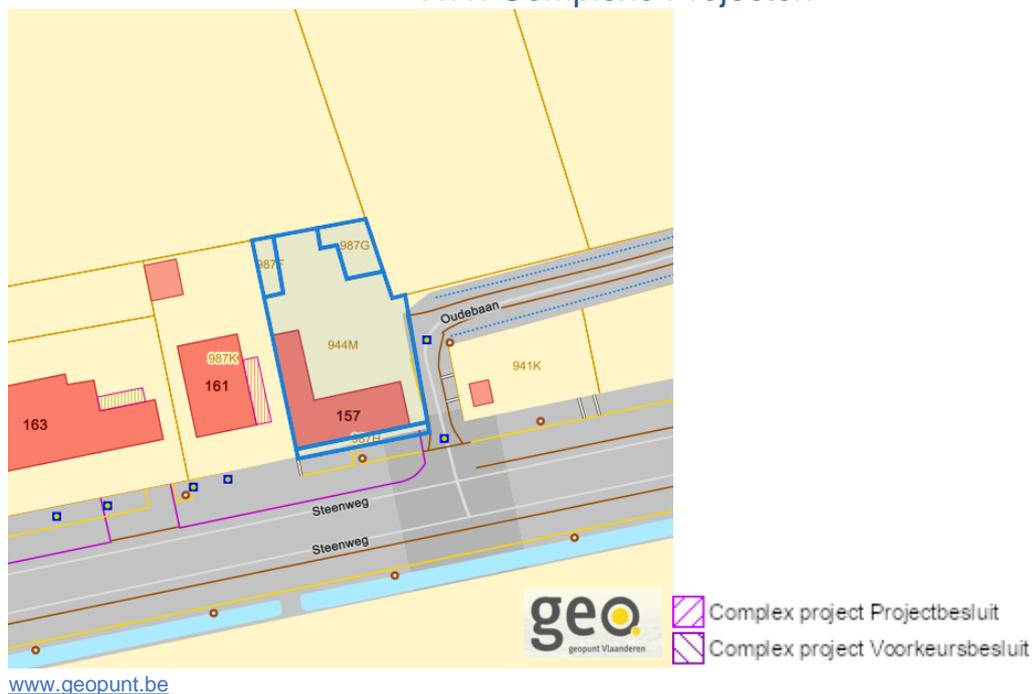 987G
987F
Oudebaan
944M
987K
941K
161
157
163
987H
Steenweg
Steenweg
geo
geopunt Vlaanderen
Complex project Projectbesluit
Complex project Voorkeursbesluit
www.geopunt.be